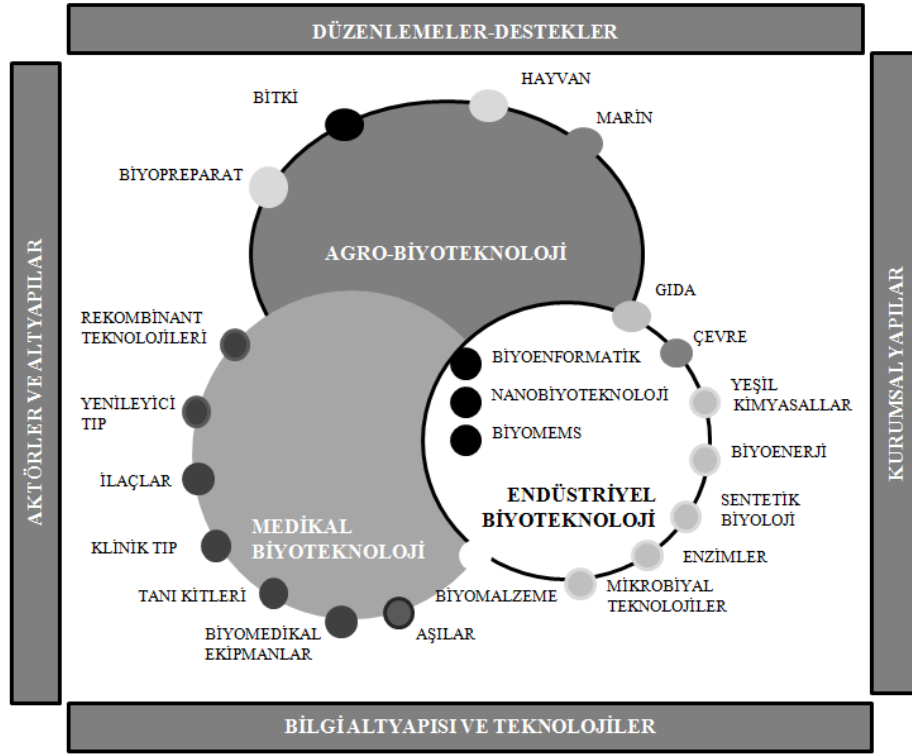 DÜZENLEMELER-DESTEKLER
HAYVAN
BİTKİ
MARİN
BİYOPREPARAT
AGRO-BİYOTEKNOLOJİ
AKTÖRLER VE ALTYAPILAR
KURUMSAL YAPILAR
GIDA
REKOMBİNANT
TEKNOLOJİLERİ
ÇEVRE
BİYOENFORMATİK
YEŞİL
KİMYASALLAR
NANOBİYOTEKNOLOJİ
YENİLEYİCİ
TIP
BİYOMEMS
BİYOENERJİ
İLAÇLAR
ENDÜSTRİYEL
BİYOTEKNOLOJİ
SENTETİK
BİYOLOJİ
MEDİKAL
BİYOTEKNOLOJİ
KLİNİK TIP
ENZİMLER
TANI KİTLERİ
BİYOMALZEME
MİKROBİYAL
TEKNOLOJİLER
BİYOMEDİKAL
EKİPMANLAR
AŞILAR
BİLGİ ALTYAPISI VE TEKNOLOJİLER